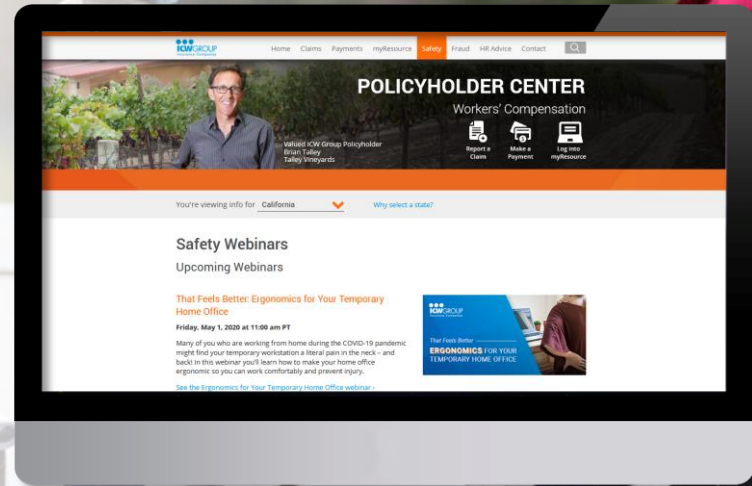 ICWGROUP
Insurance Companies
Home Claims Payments myResource Safety Fraud HR Advice Contact
POLICYHOLDER CENTER
Workers' Compensation
Valued ICW Group Policyholder
Brian Talley
Talley Vineyards
Report a
Claim
Make a
Payment
Log into
myResource
You're viewing info for California
Why select a state?
Safety Webinars
Upcoming Webinars
That Feels Better: Ergonomics for Your Temporary
Home Office
Friday, May 1, 2020 at 11:00 am PT
Many of you who are working from home during the COVID-19 pandemic
might find your temporary workstation a literal pain in the neck – and
back! In this webinar you'll learn how to make your home office
ergonomic so you can work comfortably and prevent injury.
See the Ergonomics for Your Temporary Home Office webinar ›
ICWGROUP
Insurance Companies
That Feels Better
ERGONOMICS FOR YOUR
TEMPORARY HOME OFFICE